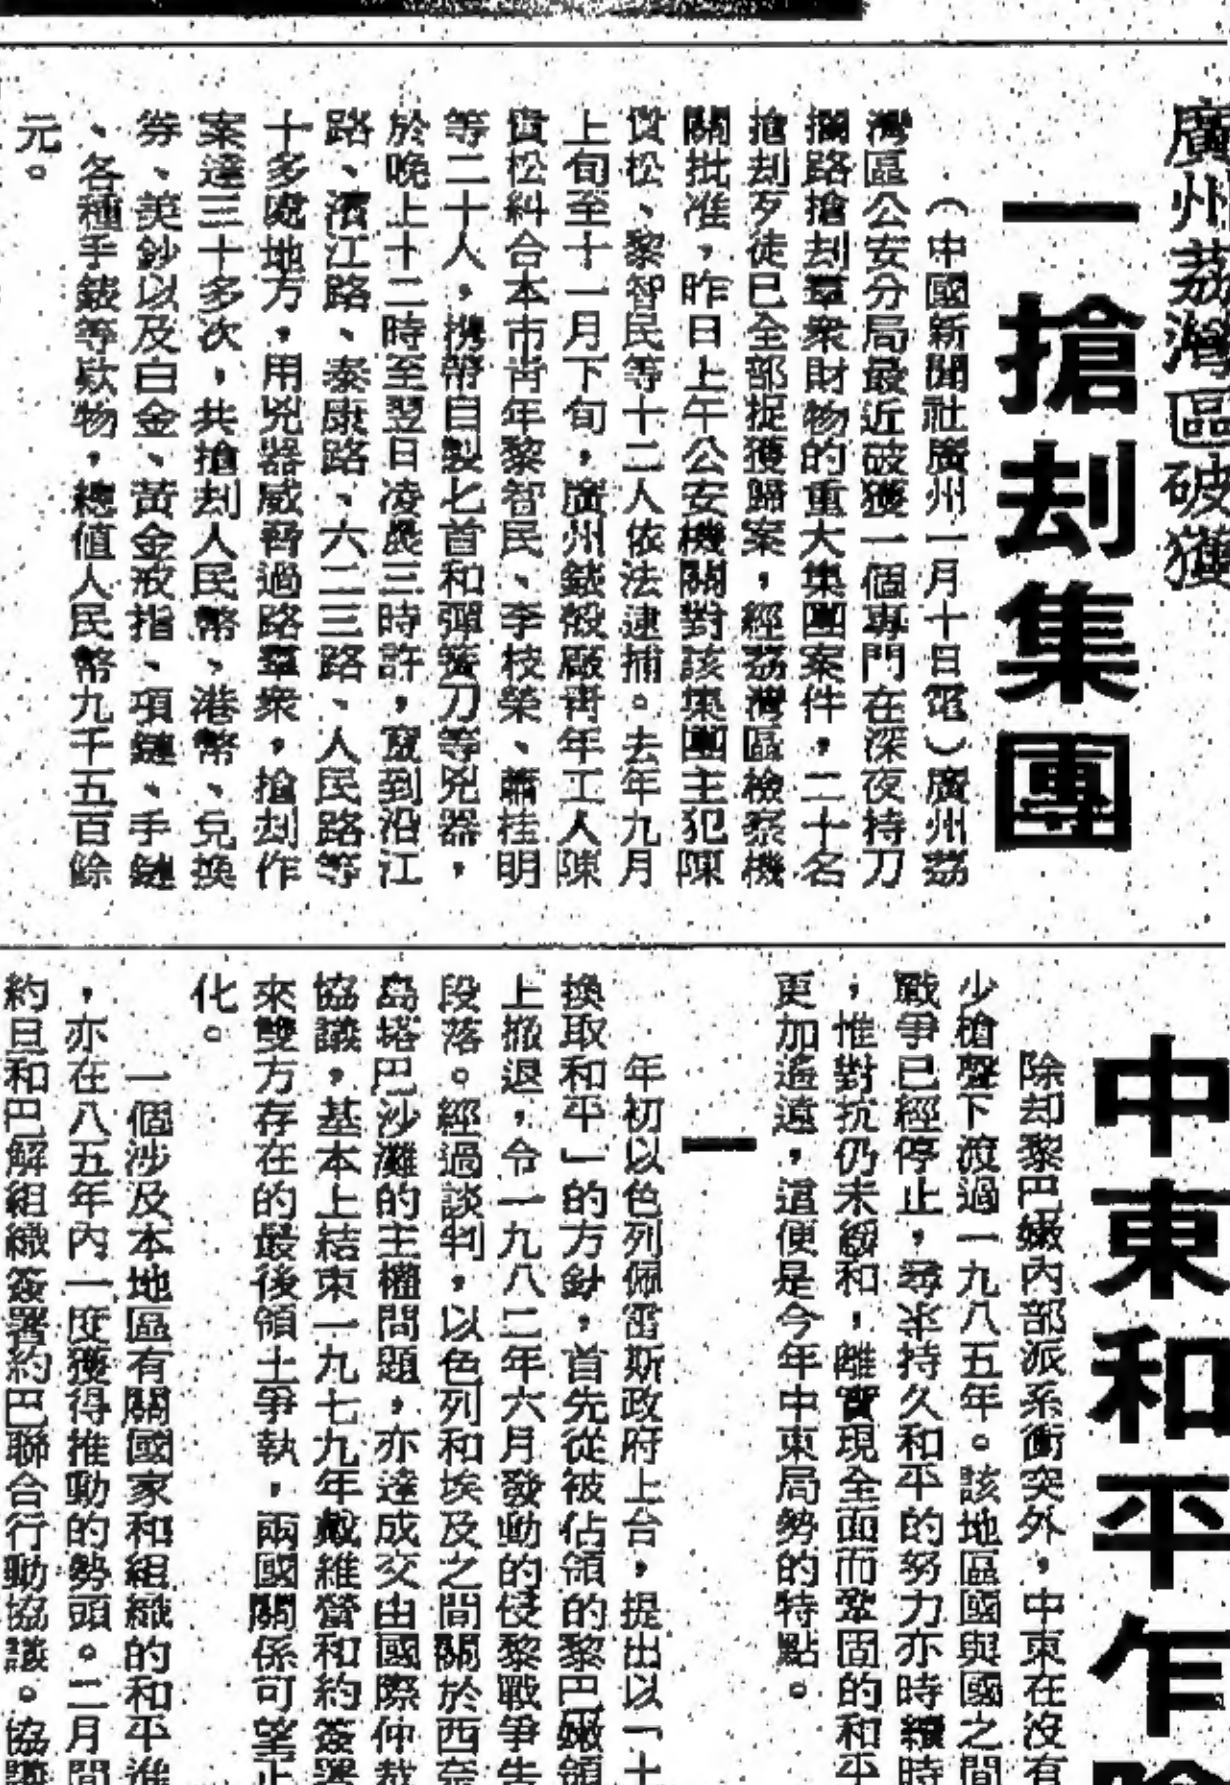 廣州荔灣區破獲
一搶刦集團
（中國新聞社廣州一月十日電）廣州荔
灣區公安分局最近破獲一個專門在深夜持刀
攔路搶刦羣衆財物的重大集團案件，二十名
搶刦歹徒已全部捉獲歸案，經荔灣區檢察機
關批准，昨日上午公安機關對該集團主犯陳
貴松、黎智民等十二人依法逮捕。去年九月
上旬至十一月下旬，廣州錶殼廠青年工人陳
貴松糾合本市青年黎智民、李枝榮、蕭桂明
等二十人，携帶自製匕首和彈簧刀等兇器，
於晚上十二時至翌日凌晨三時許，竄到沿江
路、濱江路、泰康路、六二三路、人民路等
十多處地方，用兇器威脅過路羣衆，搶刦作
案達三十多次，共搶刦人民幣、港幣、兌換
券、美鈔以及白金、黃金戒指、項鏈、手鏈
、各種手錶等欵物，總值人民幣九千五百餘
元。
中東和平乍
除却黎巴嫩內部派系衝突外，中東在沒有
少槍聲下渡過一九八五年。該地區國與國之間
戰爭已經停止，尋求持久和平的努力亦時續時
，惟對抗仍未緩和，離實現全面而鞏固的和平
更加遙遠，這便是今年中東局勢的特點。
一
年初以色列佩雷斯政府上台，提出以「土
換取和平」的方針，首先從被佔領的黎巴嫩領
上撤退，令一九八二年六月發動的侵黎戰爭告
段落。經過談判，以色列和埃及之間關於西奈
島塔巴沙灘的主權問題，亦達成交由國際仲裁
協議，基本上結束一九七九年戴維營和約簽署
來雙方存在的最後領土爭執，兩國關係可望正
化。
一個涉及本地區有關國家和組織的和平進
，亦在八五年內一度獲得推動的勢頭。二月間
約旦和巴解組織簽署約巴聯合行動協議。協議